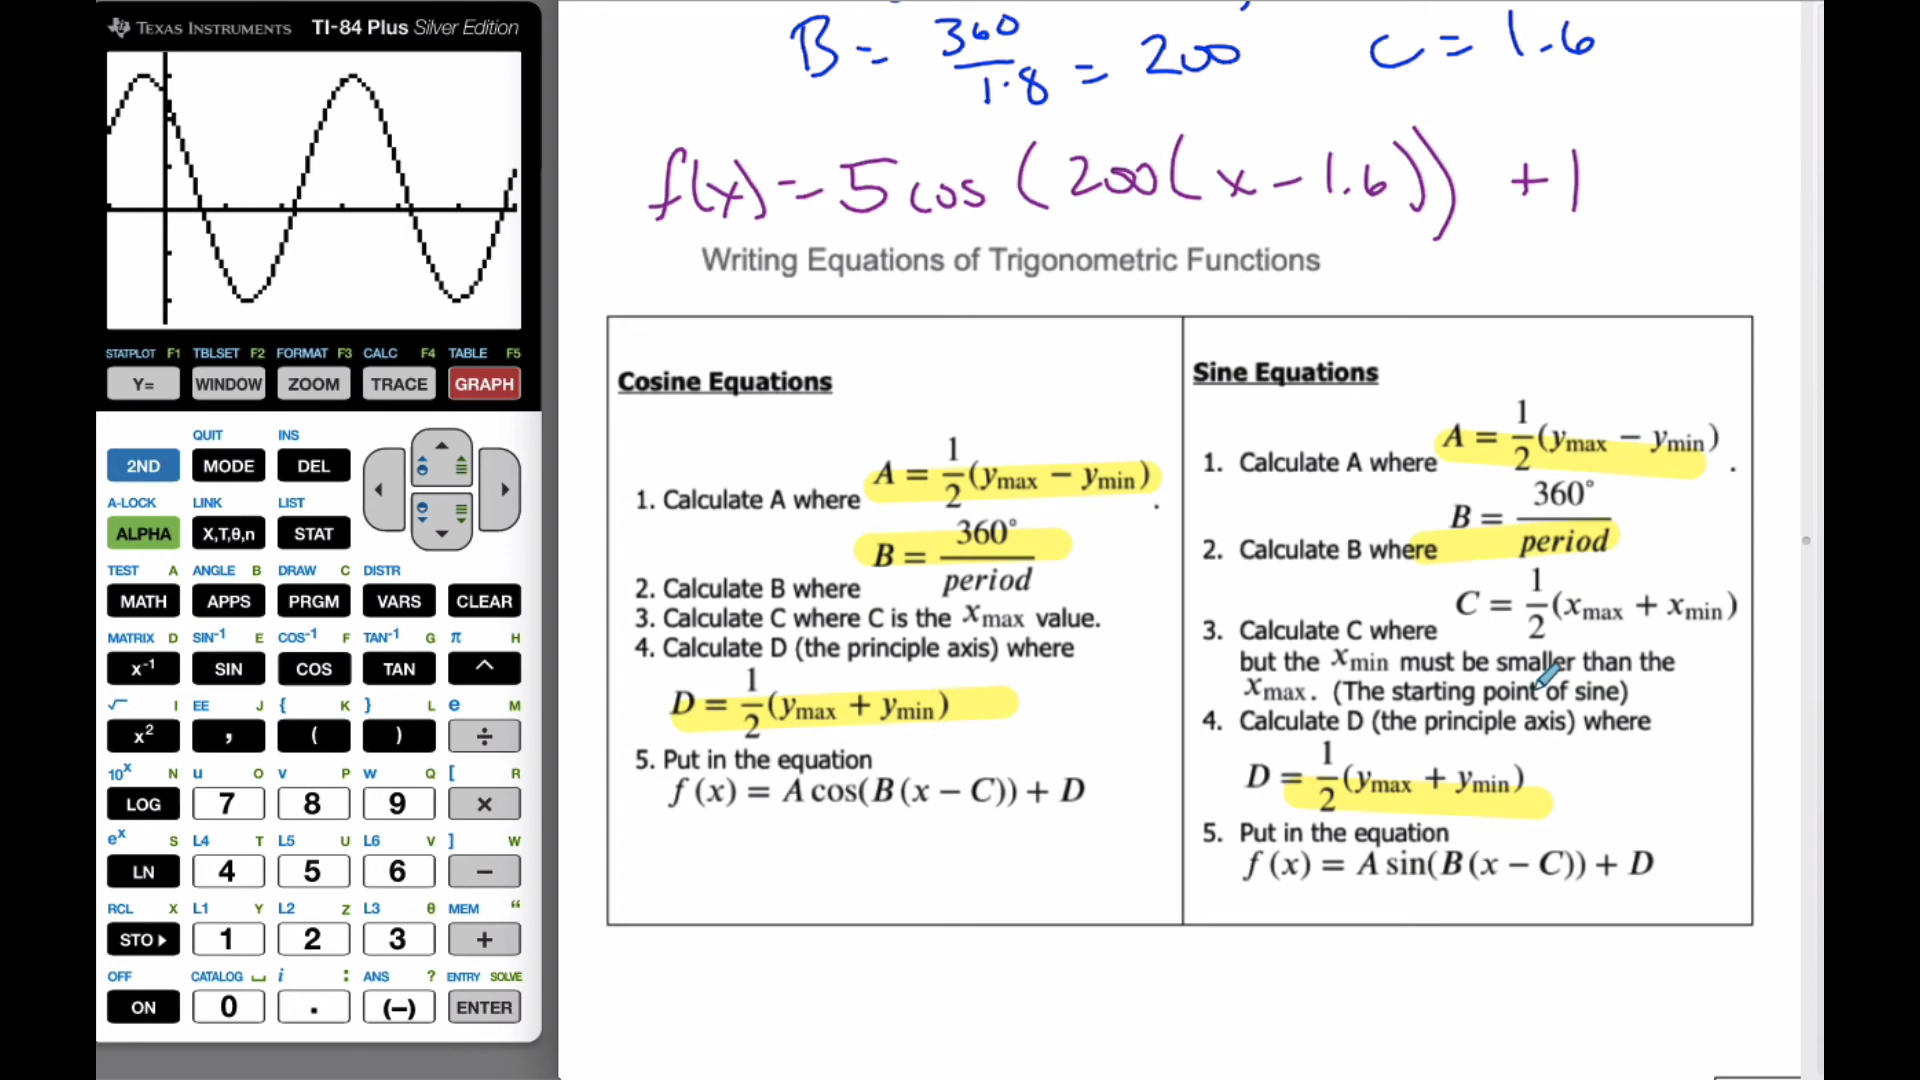 TEXAS INSTRUMENTS TI-84 Plus Silver Edition
STATPLOT F1 TBLSET F2 FORMAT F3 CALC F4 TABLE F5
Y= WINDOW ZOOM TRACE GRAPH
QUIT INS
2ND MODE DEL
A-LOCK LINK LIST
ALPHA X,T,θ,n STAT
TEST A ANGLE B DRAW C DISTR
MATH APPS PRGM VARS CLEAR
MATRIX D SIN⁻¹ E COS⁻¹ F TAN⁻¹ G π H
x⁻¹ SIN COS TAN ^
√ I EE J { K } L e M
x² , ( ) ÷
10ˣ N u O v P w Q [ R
LOG 7 8 9 ×
eˣ S L4 T L5 U L6 V ] W
LN 4 5 6 −
RCL X L1 Y L2 Z L3 θ MEM “
STO▸ 1 2 3 +
OFF CATALOG ⌴ i : ANS ? ENTRY SOLVE
ON 0 . (−) ENTER
B = 360/1.8 = 200 C = 1.6
f(x) = 5 cos (200(x − 1.6)) + 1
Writing Equations of Trigonometric Functions
Cosine Equations
1. Calculate A where A = 1/2(ymax − ymin).
2. Calculate B where B = 360°/period
3. Calculate C where C is the xmax value.
4. Calculate D (the principle axis) where
D = 1/2(ymax + ymin)
5. Put in the equation
f(x) = A cos(B(x − C)) + D
Sine Equations
1. Calculate A where A = 1/2(ymax − ymin).
2. Calculate B where B = 360°/period
3. Calculate C where C = 1/2(xmax + xmin)
but the xmin must be smaller than the
xmax. (The starting point of sine)
4. Calculate D (the principle axis) where
D = 1/2(ymax + ymin)
5. Put in the equation
f(x) = A sin(B(x − C)) + D